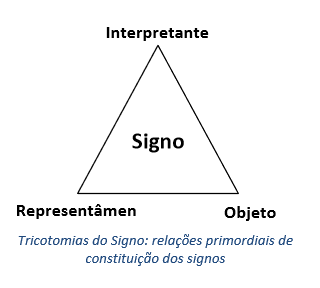 Interpretante
Signo
Representâmen
Objeto
Tricotomias do Signo: relações primordiais de
constituição dos signos